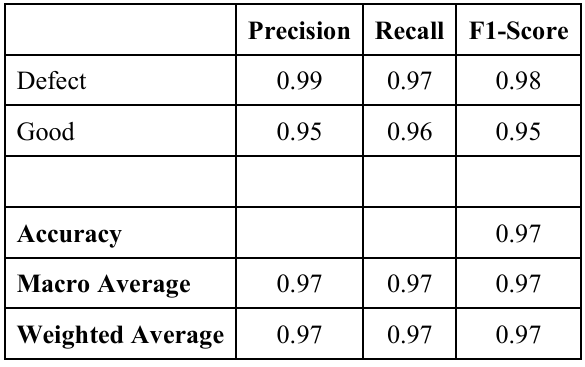 Precision Recall F1-Score
Defect 0.99 0.97 0.98
Good 0.95 0.96 0.95
Accuracy 0.97
Macro Average 0.97 0.97 0.97
Weighted Average 0.97 0.97 0.97